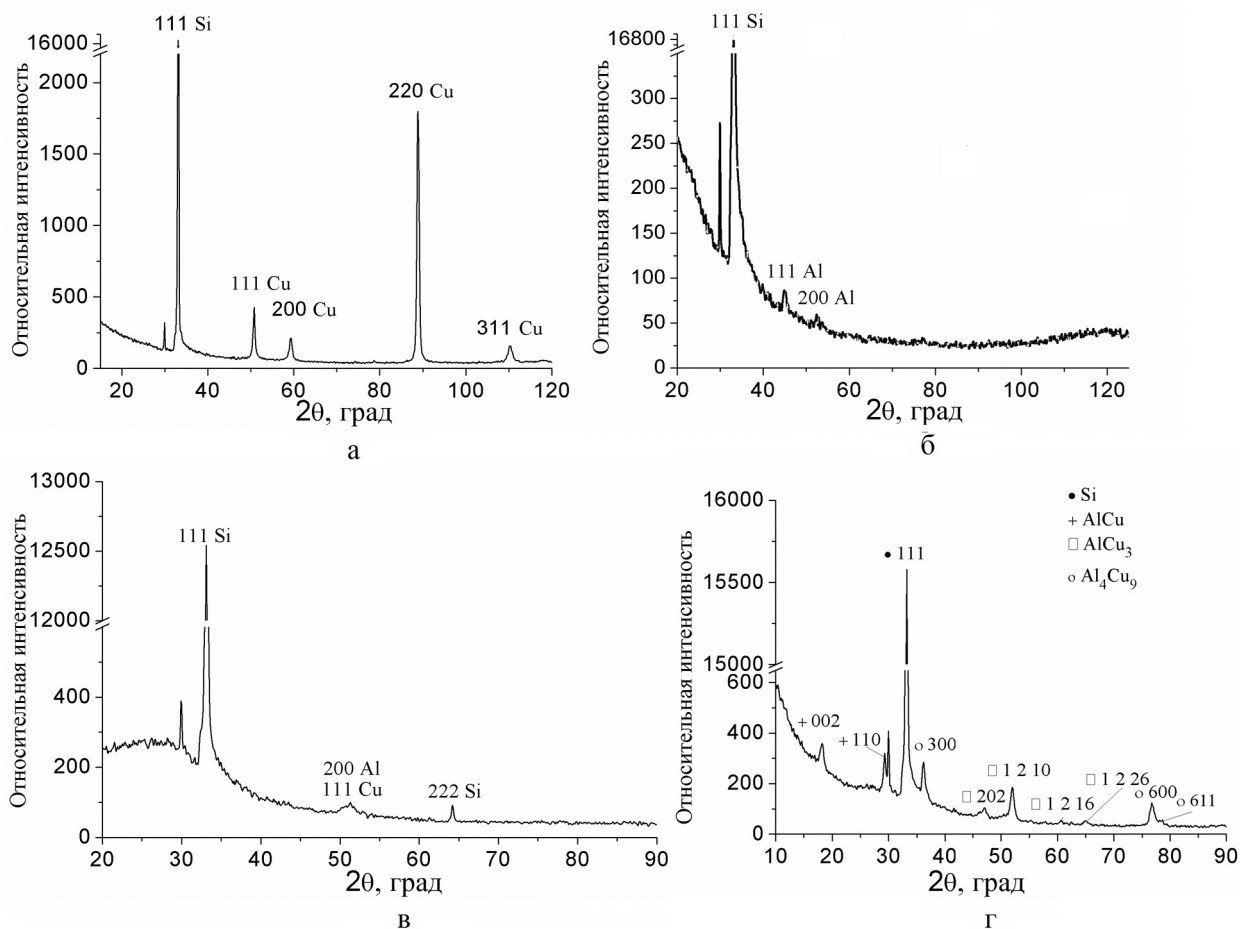 111 Si
16000
2000
1500
1000
500
0
220 Cu
111 Cu
200 Cu
311 Cu
20 40 60 80 100 120
Относительная интенсивность
2θ, град
а
111 Si
16800
300
250
200
150
100
50
0
111 Al
200 Al
20 40 60 80 100 120
Относительная интенсивность
2θ, град
б
13000
12500
12000
400
200
0
111 Si
200 Al
111 Cu
222 Si
20 30 40 50 60 70 80 90
Относительная интенсивность
2θ, град
в
16000
15500
15000
600
400
200
0
• Si
+ AlCu
□ AlCu₃
○ Al₄Cu₉
• 111
+ 002
+ 110
○ 300
□ 202
□ 1 2 10
□ 1 2 16
□ 1 2 26
○ 600
○ 611
10 20 30 40 50 60 70 80 90
Относительная интенсивность
2θ, град
г